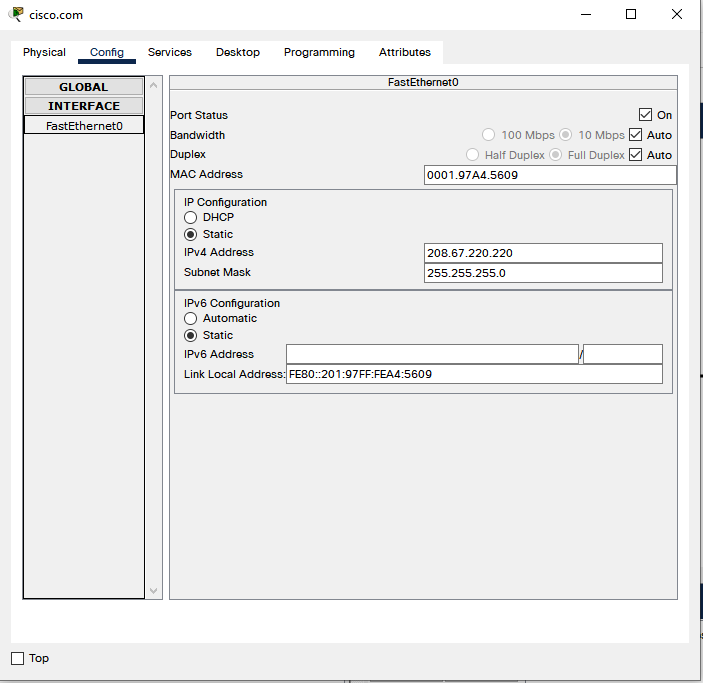 cisco.com
Physical Config Services Desktop Programming Attributes
GLOBAL
INTERFACE
FastEthernet0
FastEthernet0
Port Status On
Bandwidth 100 Mbps 10 Mbps Auto
Duplex Half Duplex Full Duplex Auto
MAC Address 0001.97A4.5609
IP Configuration
DHCP
Static
IPv4 Address 208.67.220.220
Subnet Mask 255.255.255.0
IPv6 Configuration
Automatic
Static
IPv6 Address /
Link Local Address: FE80::201:97FF:FEA4:5609
Top